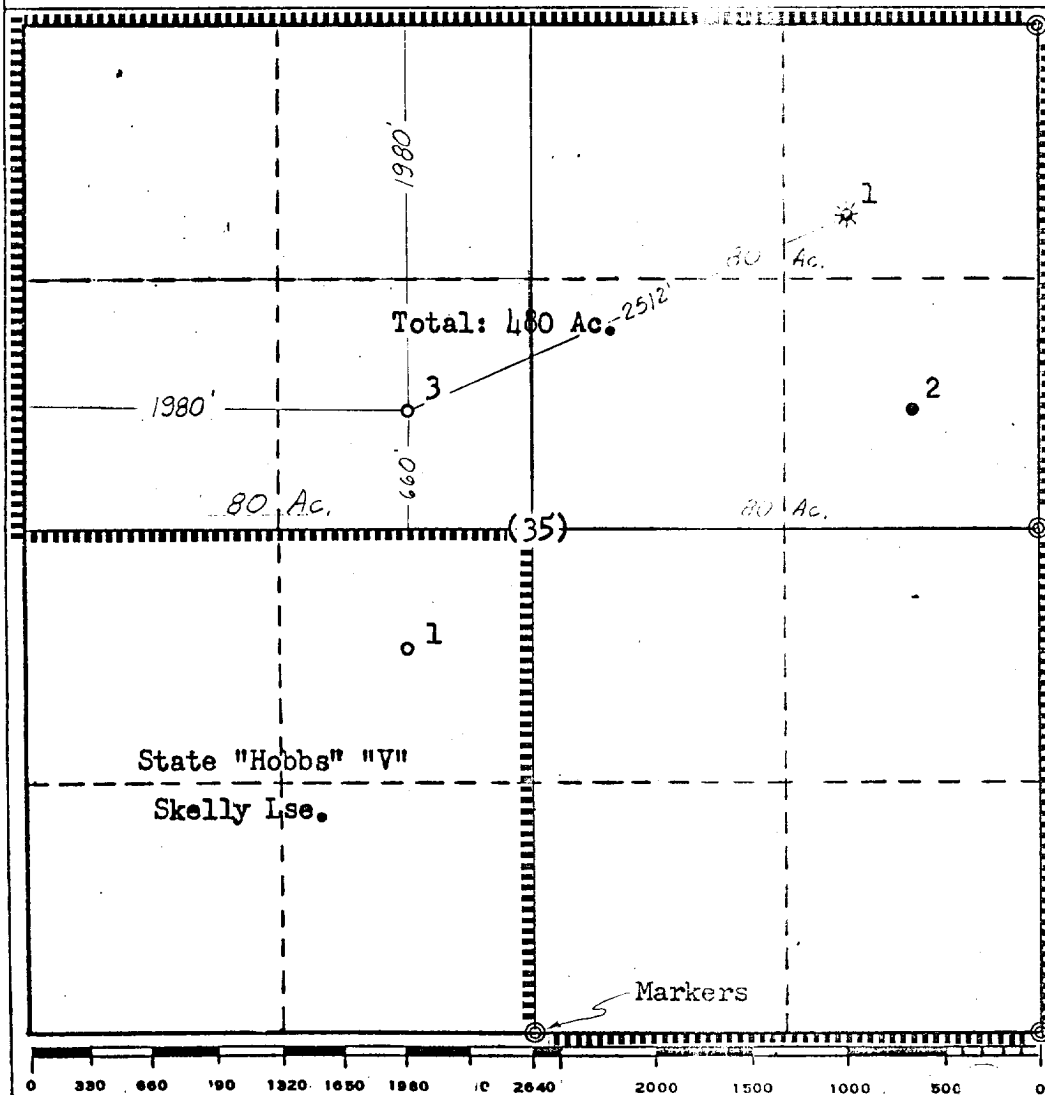 1980'
1
80 Ac.
2512'
Total: 480 Ac.
3
2
1980'
660'
80 Ac.
(35)
80 Ac.
1
State "Hobbs" "V"
Skelly Lse.
Markers
0 330 660 '90 1320 1650 1980 'C 2640 2000 1500 1000 500 0